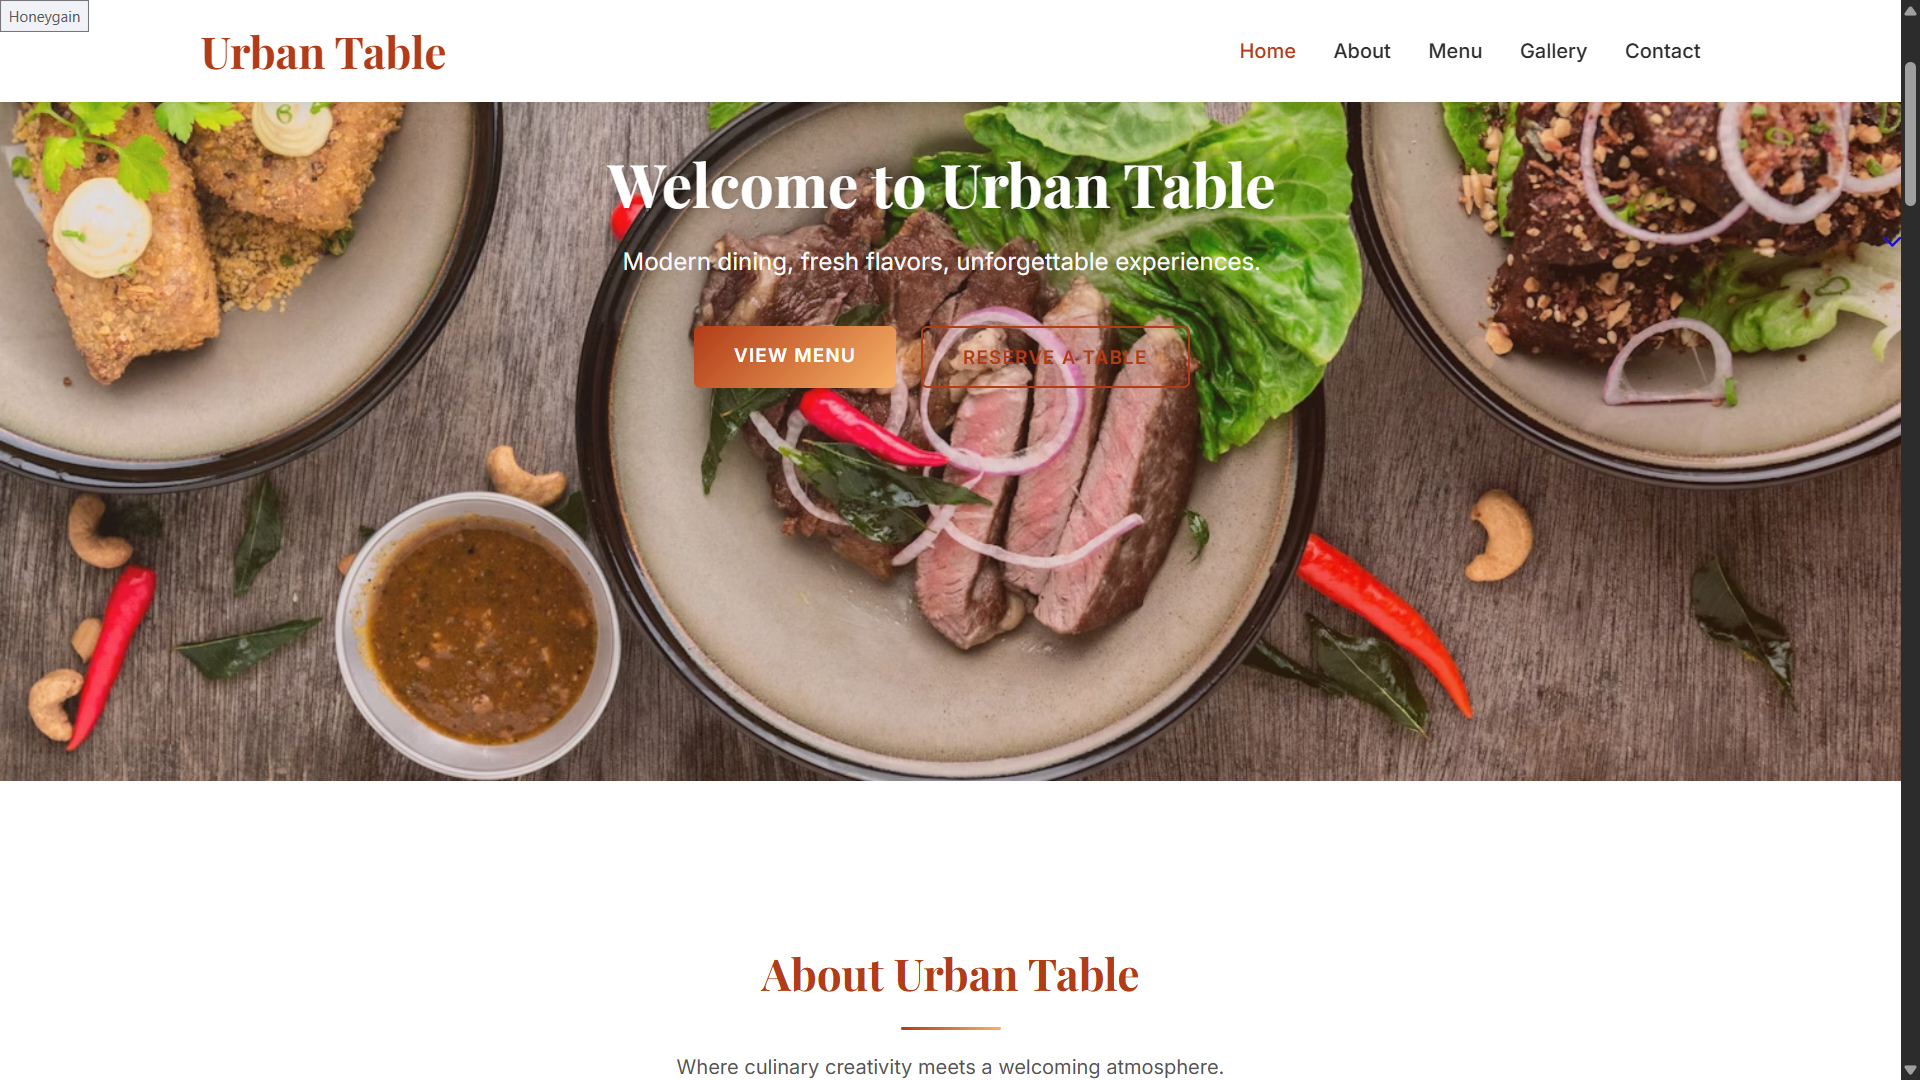 Honeygain
Urban Table
Home About Menu Gallery Contact
Welcome to Urban Table
Modern dining, fresh flavors, unforgettable experiences.
VIEW MENU RESERVE A TABLE
About Urban Table
Where culinary creativity meets a welcoming atmosphere.